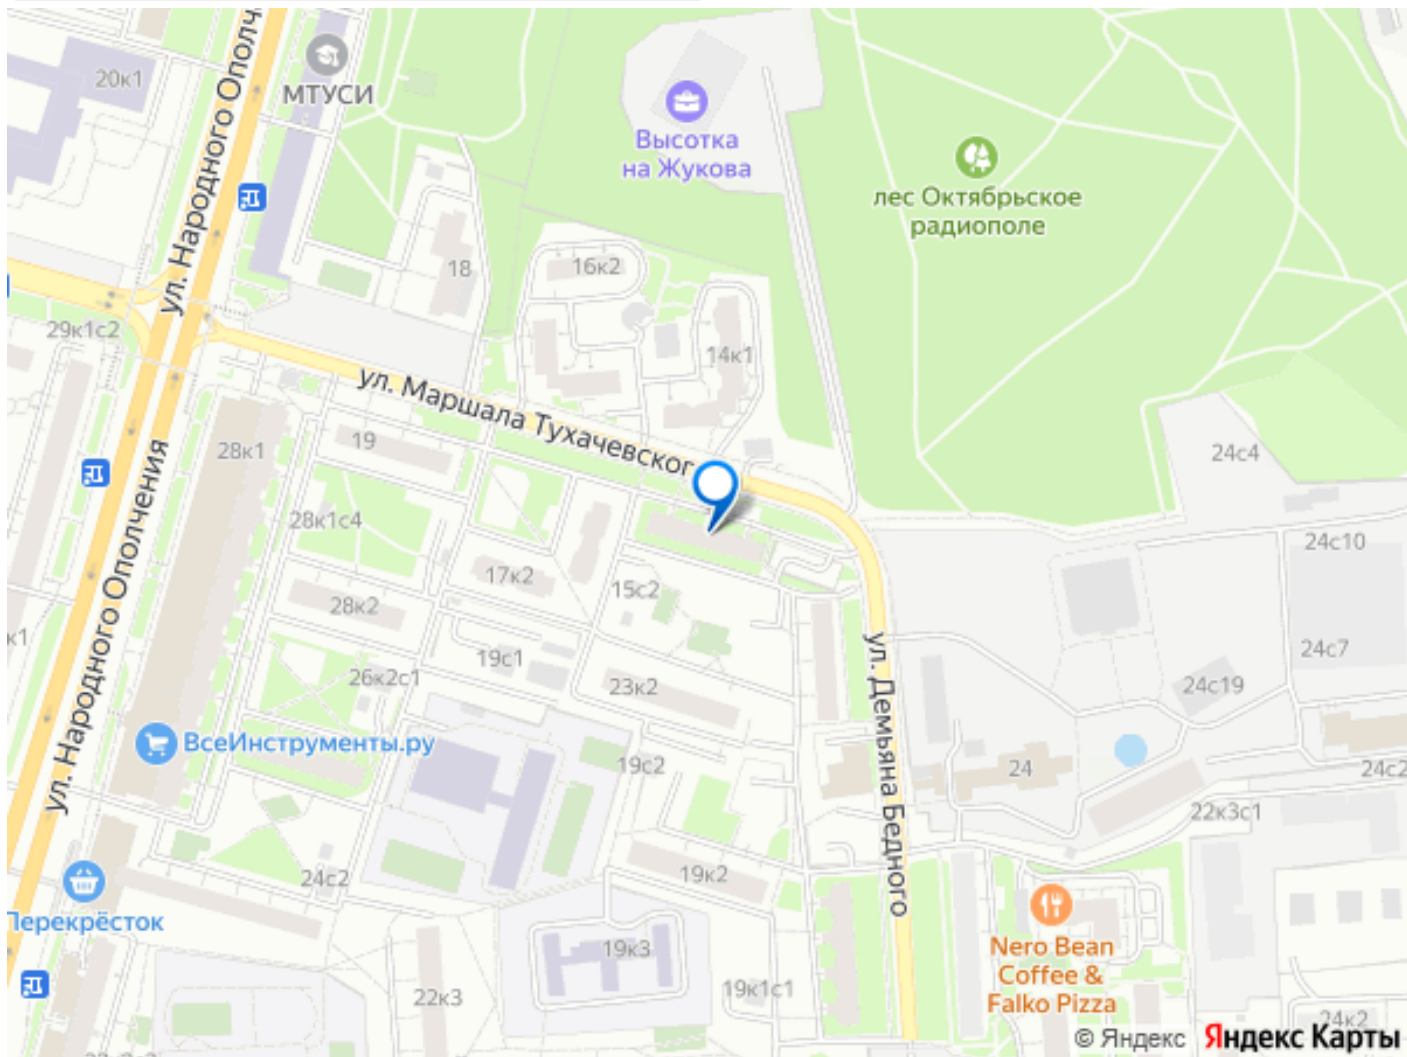 20к1
МТУСИ
ул. Народного Ополч
Высотка
на Жукова
лес Октябрьское
радиополе
18
16к2
29к1с2
14к1
ул. Маршала Тухачевског
19
28к1
24с4
28к1с4
24с10
ул. Народного Ополчения
17к2
15с2
28к2
к1
19с1
24с7
26к2с1
23к2
24с19
ул. Демьяна Бедного
ВсеИнструменты.ру
19с2
24
24с2
22к3с1
24с2
19к2
Перекрёсток
19к3
Nero Bean
Coffee &
Falko Pizza
22к3
19к1с1
24к2
© Яндекс Яндекс Карты